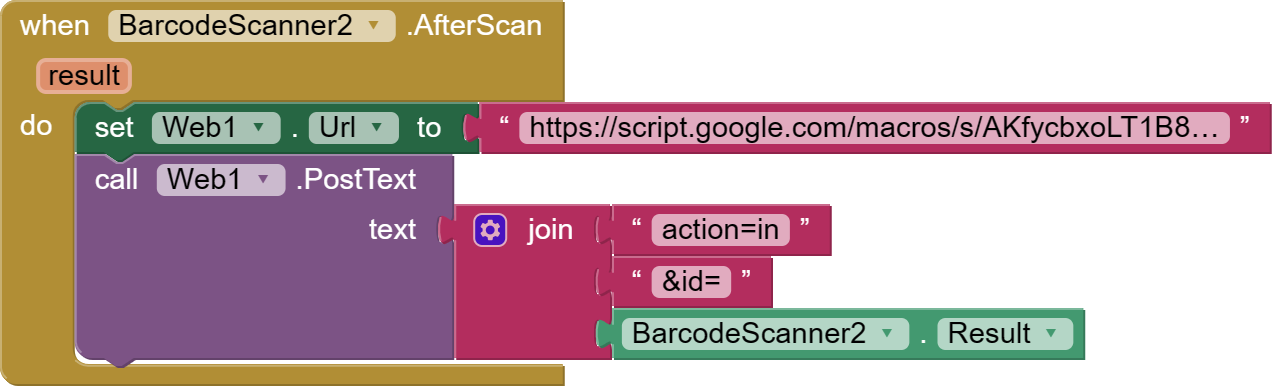 when BarcodeScanner2 .AfterScan
result
do set Web1 . Url to “ https://script.google.com/macros/s/AKfycbxoLT1B8… ”
call Web1 .PostText
text join “ action=in ”
“ &id= ”
BarcodeScanner2 . Result